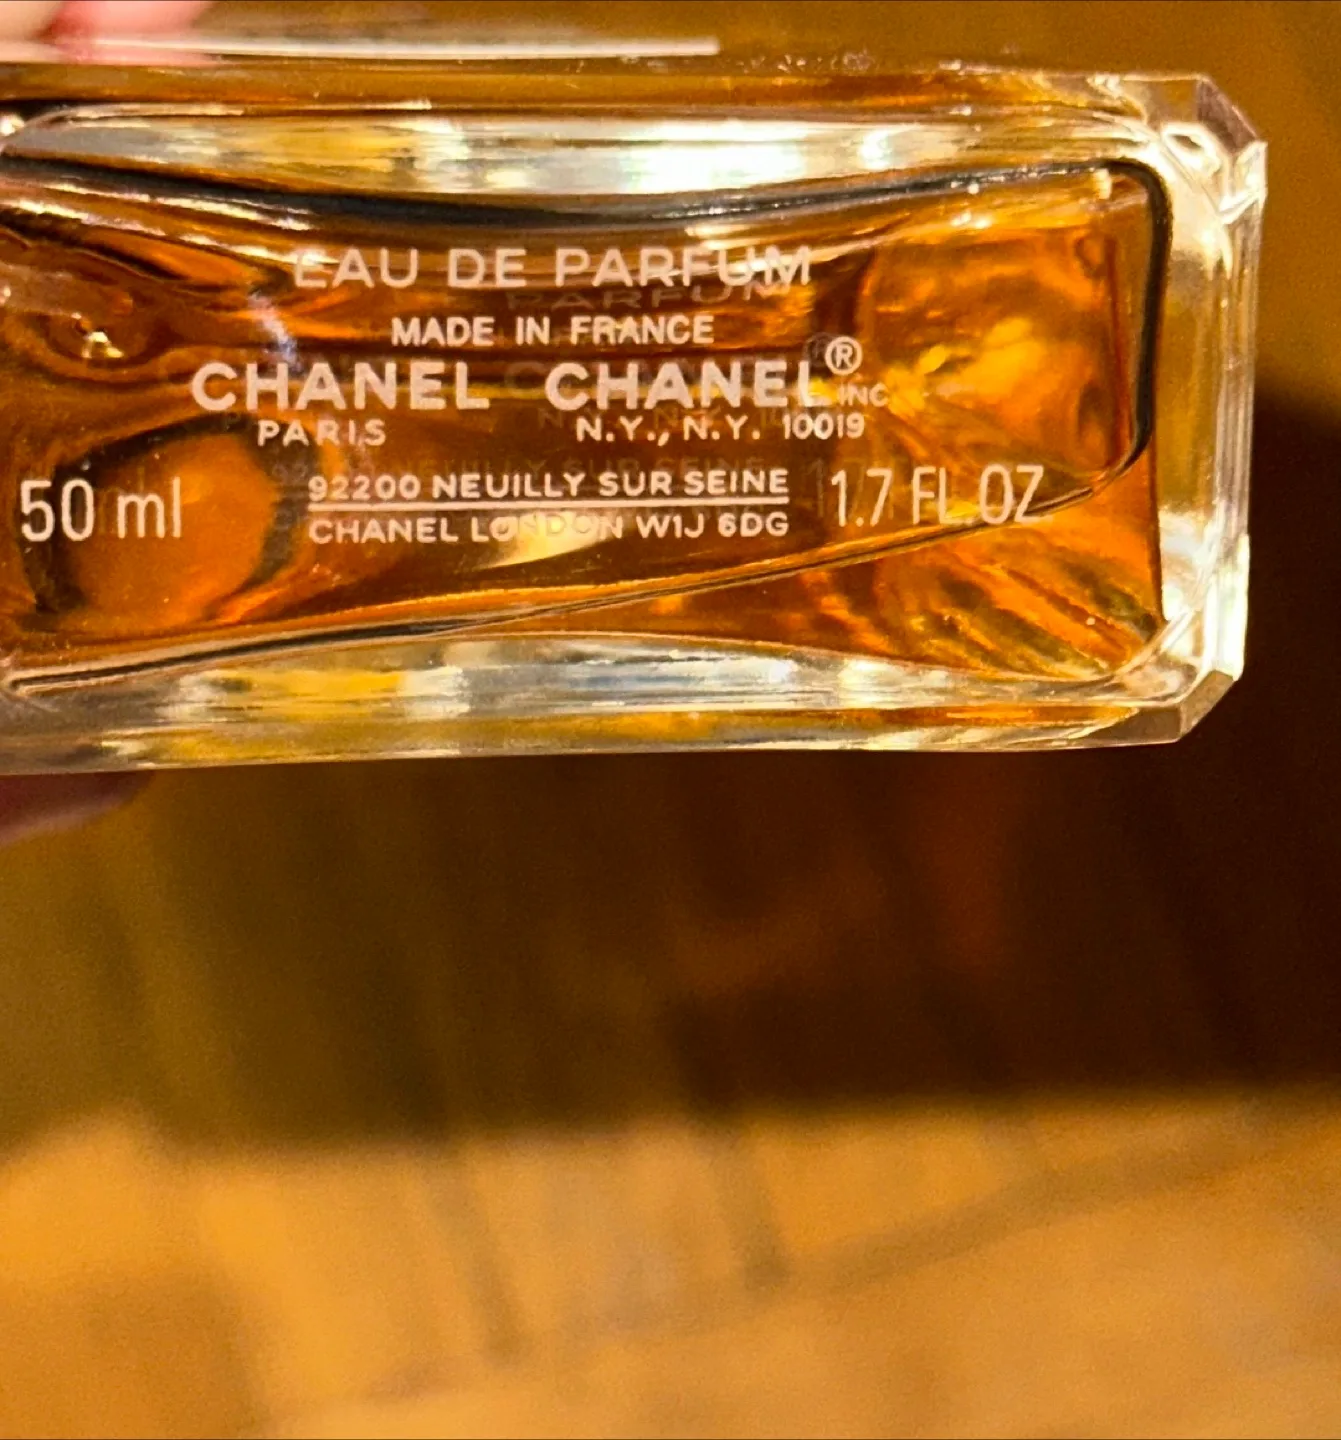 EAU DE PARFUM
MADE IN FRANCE
CHANEL CHANEL® INC
PARIS N.Y., N.Y. 10019
50 ml 92200 NEUILLY SUR SEINE 1.7 FL OZ
CHANEL LONDON W1J 6DG